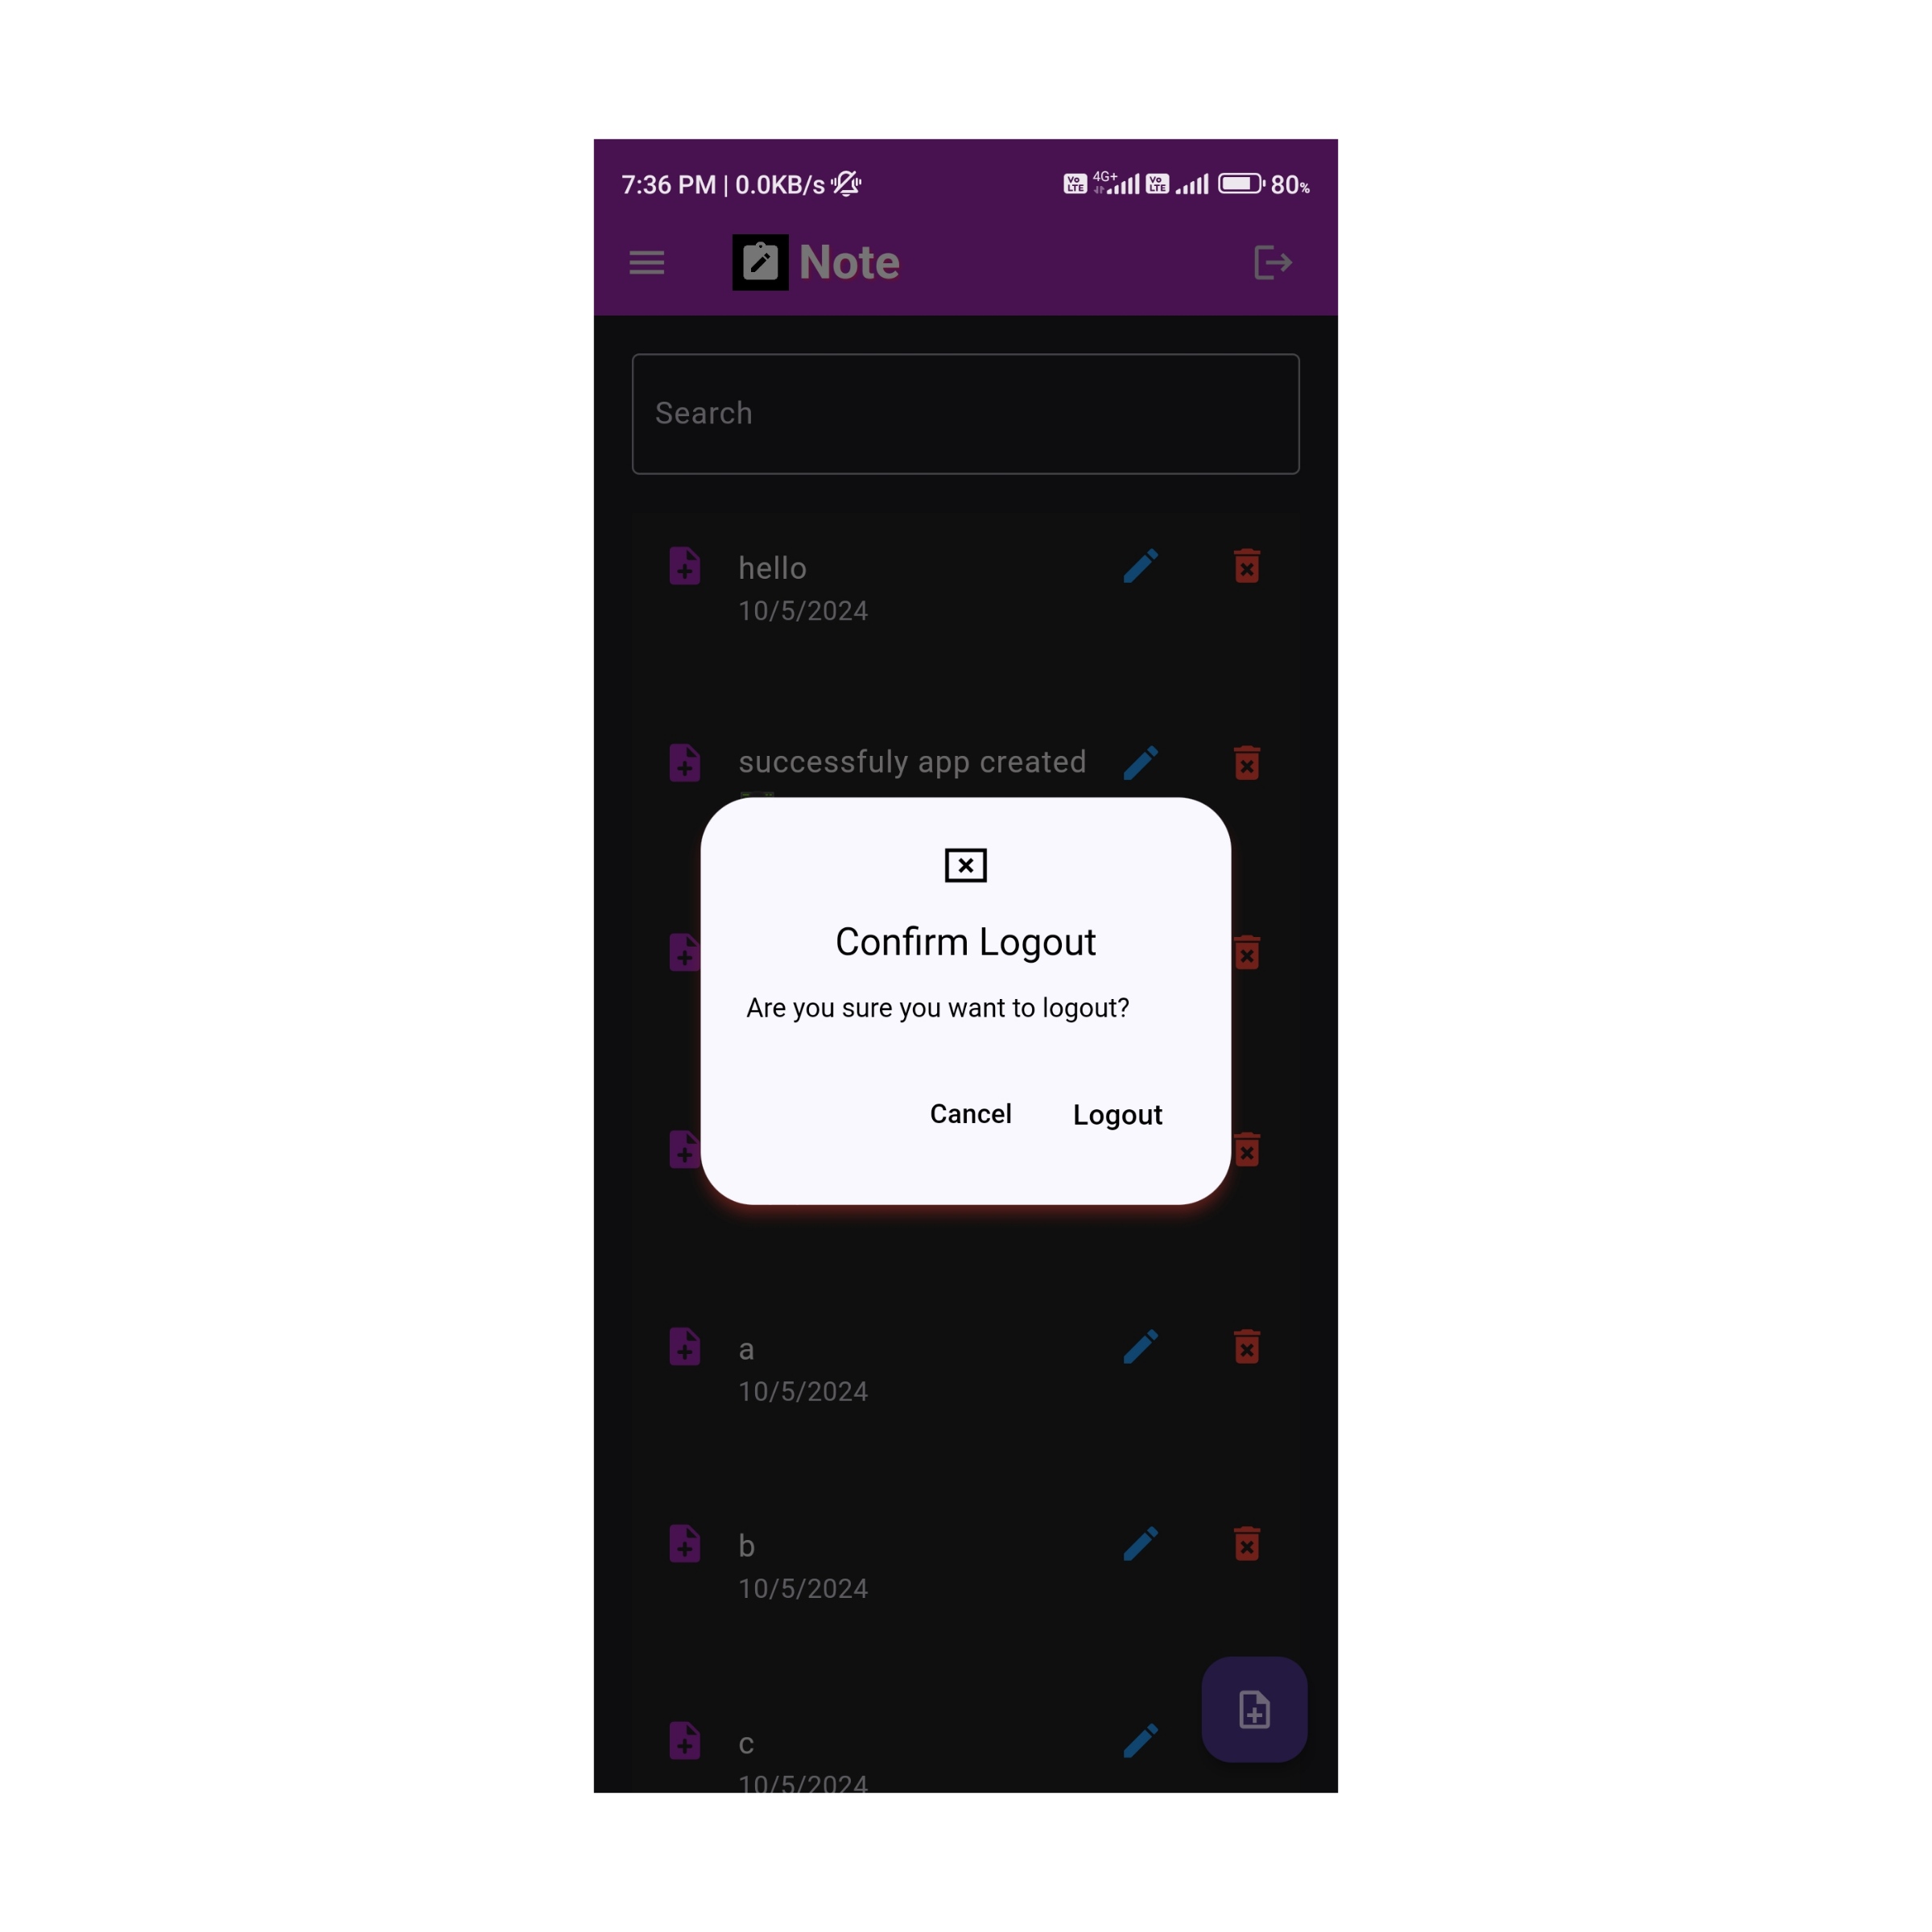 7:36 PM | 0.0KB/s Vo LTE 4G+ Vo LTE 80%
Note
Search
hello
10/5/2024
successfuly app created
Confirm Logout
Are you sure you want to logout?
Cancel Logout
a
10/5/2024
b
10/5/2024
c
10/5/2024